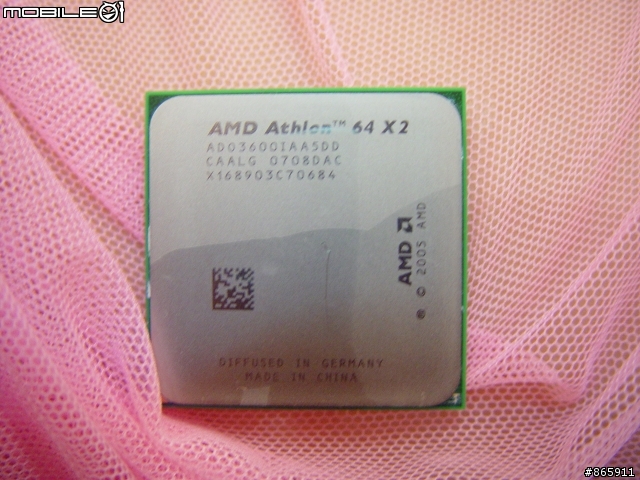 MOBILE01
AMD Athlon™ 64 X2
ADO3600IAA5DD
CAALG 0708DAC
X168903C70684
AMD
® © 2005 AMD
DIFFUSED IN GERMANY
MADE IN CHINA
#865911